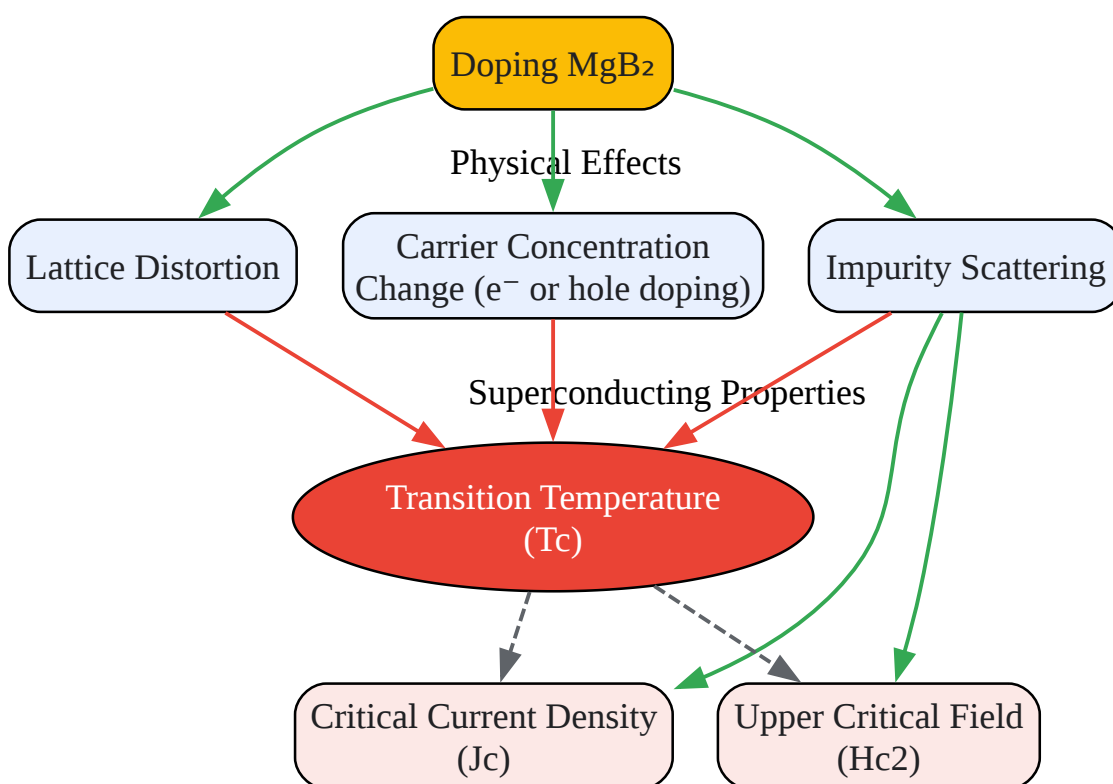 Doping MgB₂
Physical Effects
Lattice Distortion
Carrier Concentration
Change (e⁻ or hole doping)
Impurity Scattering
Superconducting Properties
Transition Temperature
(Tc)
Critical Current Density
(Jc)
Upper Critical Field
(Hc2)